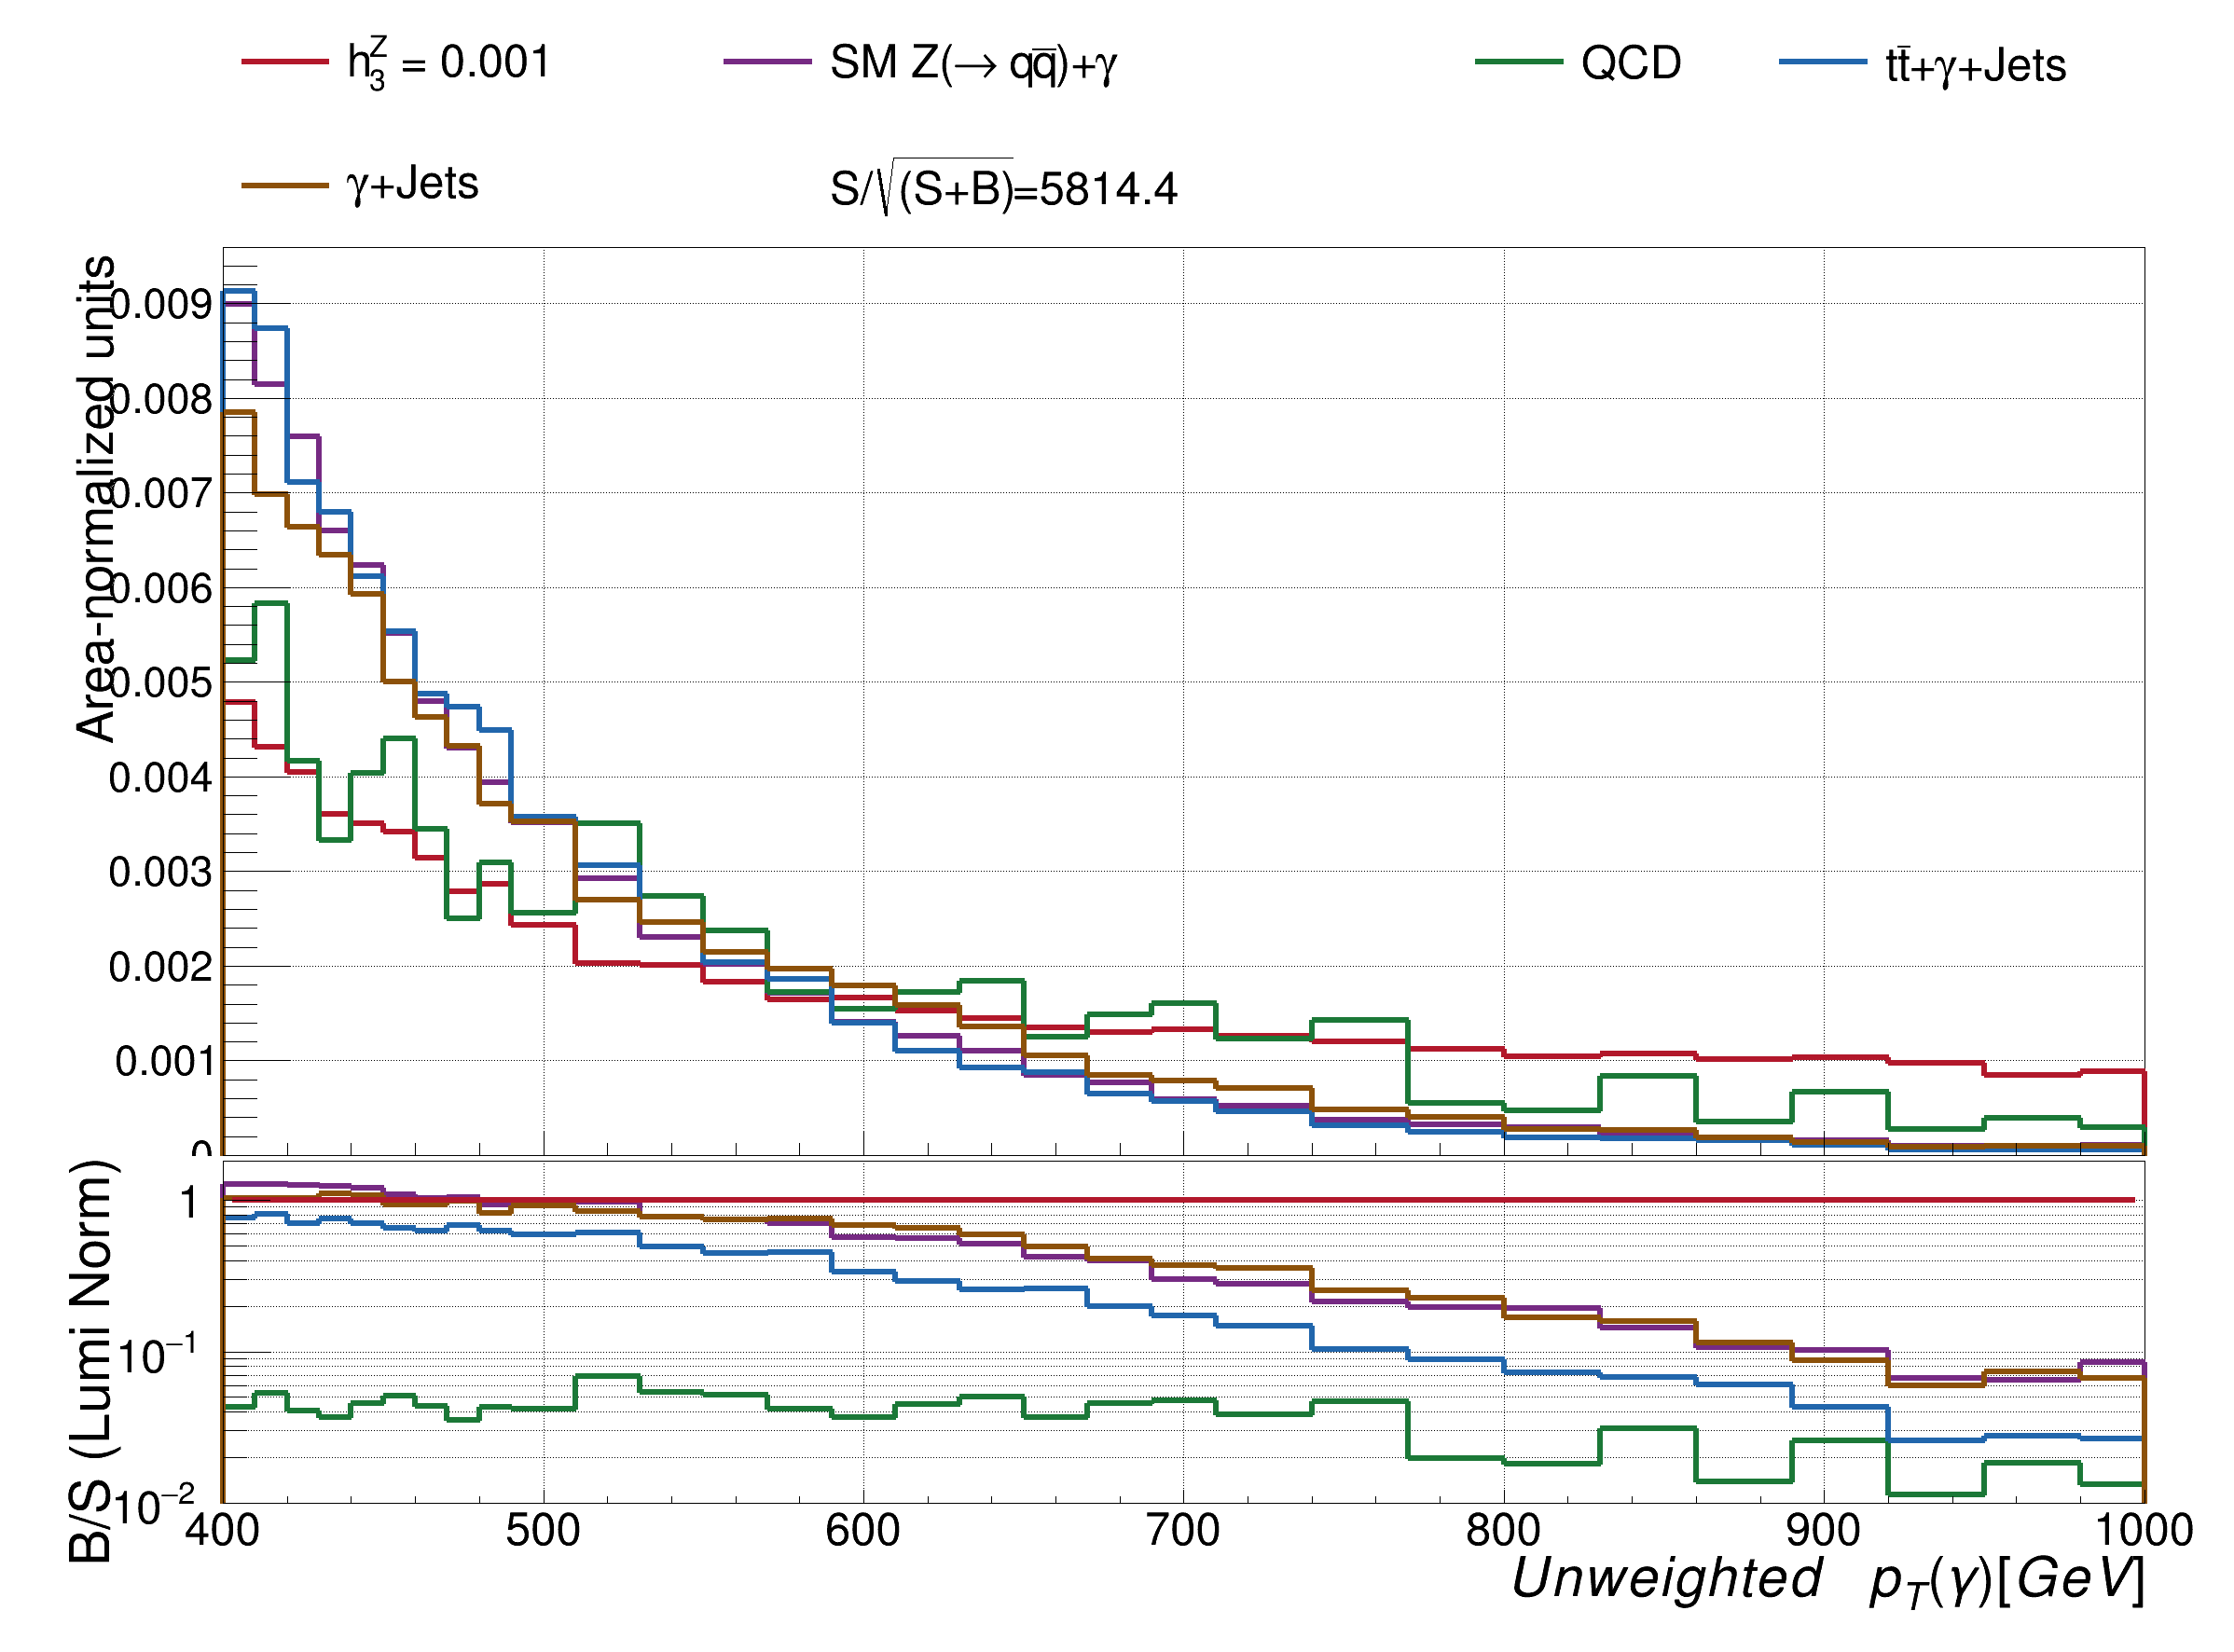 h₃ᶻ = 0.001 SM Z(→ qq̅)+γ QCD tt̄+γ+Jets
γ+Jets S/√(S+B)=5814.4
Area-normalized units
0.009
0.008
0.007
0.006
0.005
0.004
0.003
0.002
0.001
0
B/S (Lumi Norm)
1
10⁻¹
10⁻²
400 500 600 700 800 900 1000
Unweighted p_T(γ)[GeV]